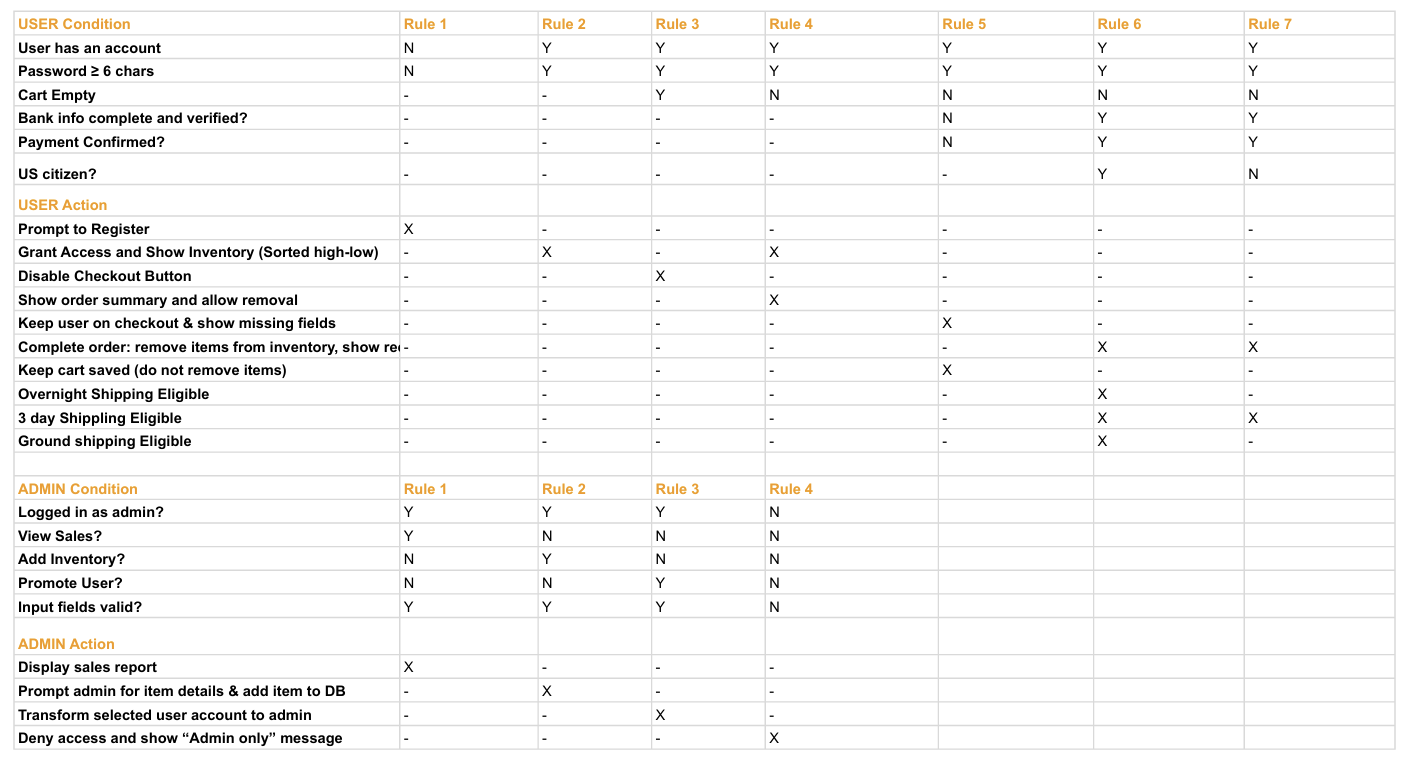 USER Condition Rule 1 Rule 2 Rule 3 Rule 4 Rule 5 Rule 6 Rule 7
User has an account N Y Y Y Y Y Y
Password ≥ 6 chars N Y Y Y Y Y Y
Cart Empty - - Y N N N N
Bank info complete and verified? - - - - N Y Y
Payment Confirmed? - - - - N Y Y
US citizen? - - - - - Y N
USER Action
Prompt to Register X - - - - - -
Grant Access and Show Inventory (Sorted high-low) - X - X - - -
Disable Checkout Button - - X - - - -
Show order summary and allow removal - - - X - - -
Keep user on checkout & show missing fields - - - - X - -
Complete order: remove items from inventory, show - - - - - X X
Keep cart saved (do not remove items) - - - - X - -
Overnight Shipping Eligible - - - - - X -
3 day Shippling Eligible - - - - - X X
Ground shipping Eligible - - - - - X -
ADMIN Condition Rule 1 Rule 2 Rule 3 Rule 4
Logged in as admin? Y Y Y N
View Sales? Y N N N
Add Inventory? N Y N N
Promote User? N N Y N
Input fields valid? Y Y Y N
ADMIN Action
Display sales report X - - -
Prompt admin for item details & add item to DB - X - -
Transform selected user account to admin - - X -
Deny access and show “Admin only” message - - - X